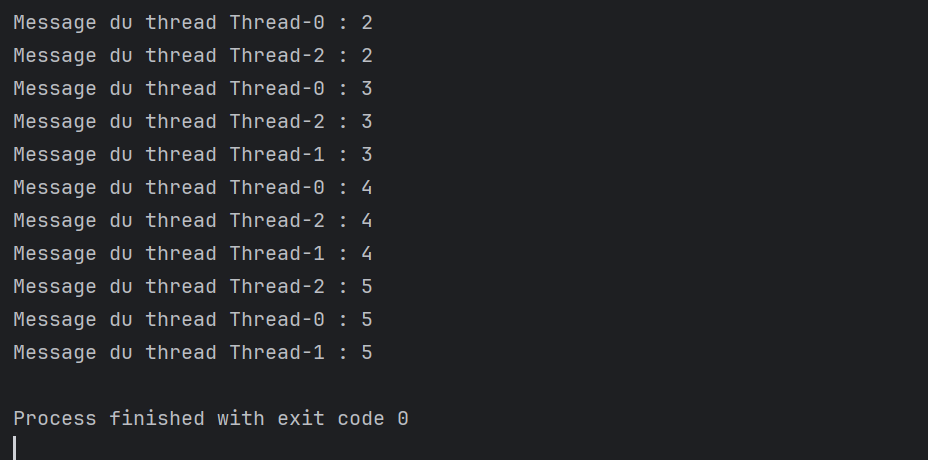 Message du thread Thread-0 : 2
Message du thread Thread-2 : 2
Message du thread Thread-0 : 3
Message du thread Thread-2 : 3
Message du thread Thread-1 : 3
Message du thread Thread-0 : 4
Message du thread Thread-2 : 4
Message du thread Thread-1 : 4
Message du thread Thread-2 : 5
Message du thread Thread-0 : 5
Message du thread Thread-1 : 5
Process finished with exit code 0